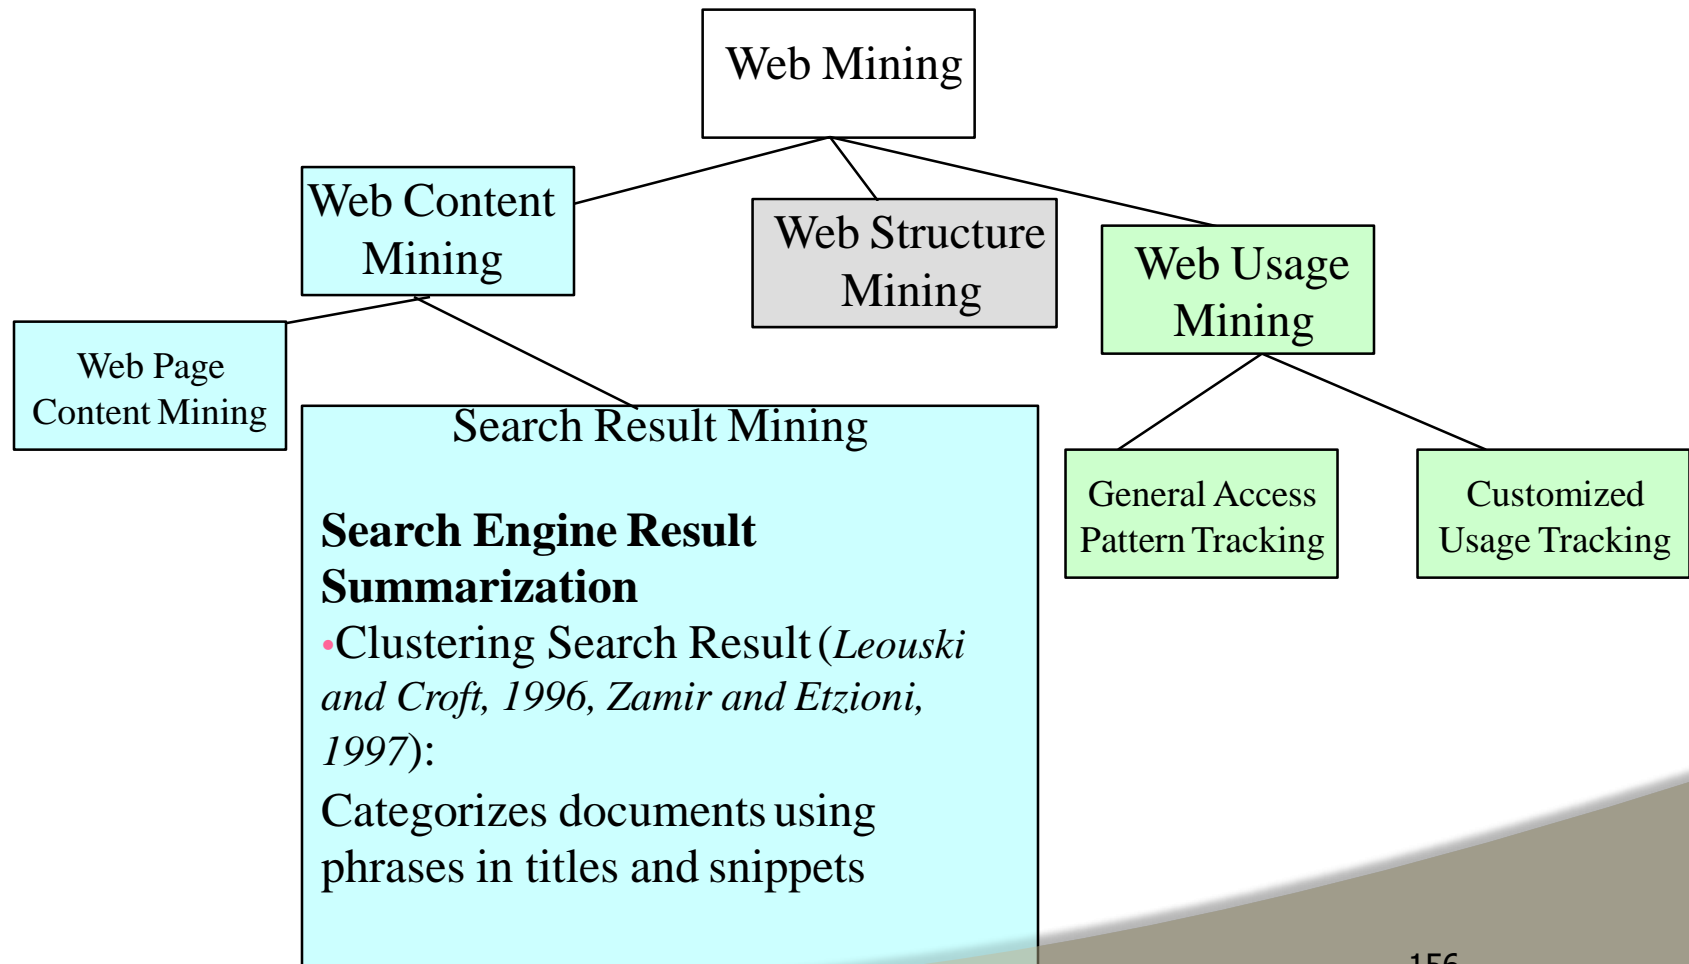 Web Mining
Web Content
Mining
Web Structure
Mining
Web Usage
Mining
Web Page
Content Mining
Search Result Mining
Search Engine Result
Summarization
•Clustering Search Result (Leouski
and Croft, 1996, Zamir and Etzioni,
1997):
Categorizes documents using
phrases in titles and snippets
General Access
Pattern Tracking
Customized
Usage Tracking
156